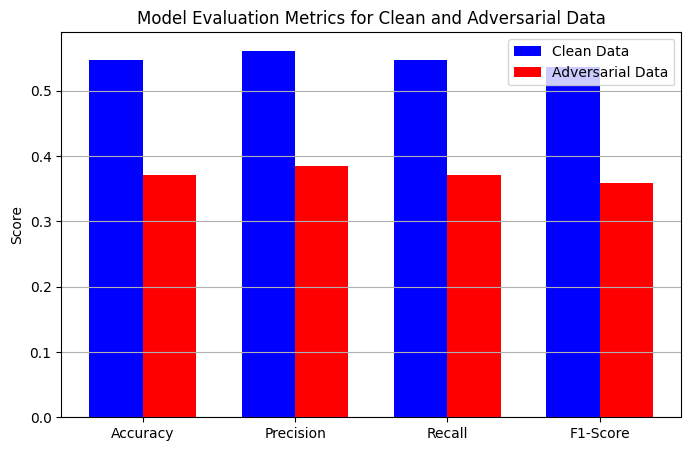 Model Evaluation Metrics for Clean and Adversarial Data
Clean Data
Adversarial Data
Score
0.5
0.4
0.3
0.2
0.1
0.0
Accuracy
Precision
Recall
F1-Score